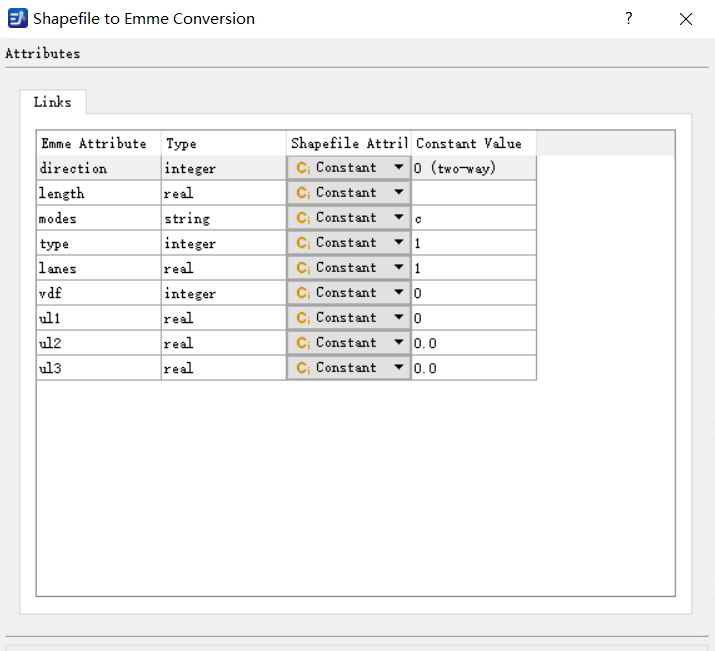 Shapefile to Emme Conversion ? ×
Attributes
Links
Emme Attribute Type Shapefile Attril Constant Value
direction integer Constant 0 (two-way)
length real Constant
modes string Constant c
type integer Constant 1
lanes real Constant 1
vdf integer Constant 0
ul1 real Constant 0
ul2 real Constant 0.0
ul3 real Constant 0.0